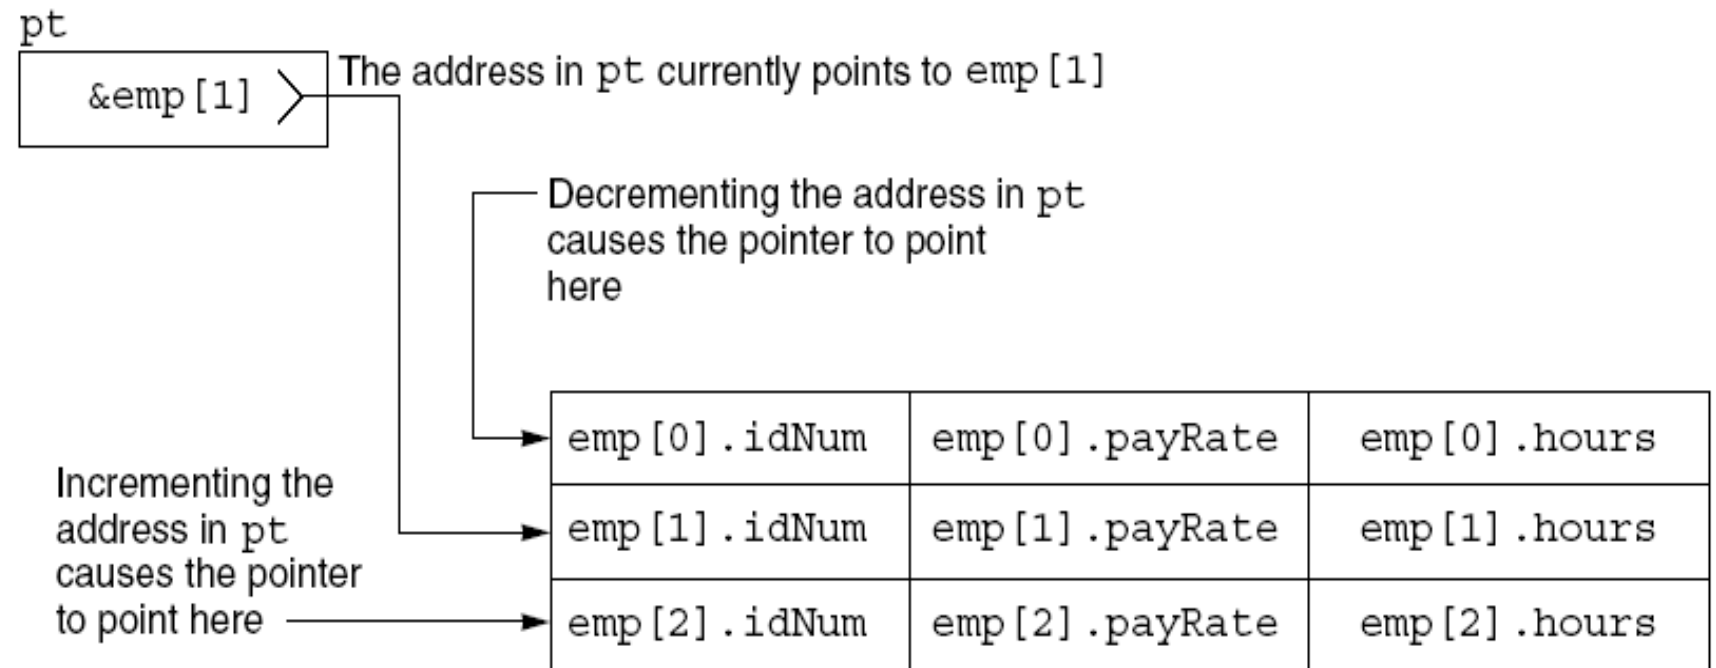 pt
&emp[1]
The address in pt currently points to emp[1]
Decrementing the address in pt
causes the pointer to point
here
emp[0].idNum emp[0].payRate emp[0].hours
Incrementing the
address in pt
causes the pointer
to point here
emp[1].idNum emp[1].payRate emp[1].hours
emp[2].idNum emp[2].payRate emp[2].hours